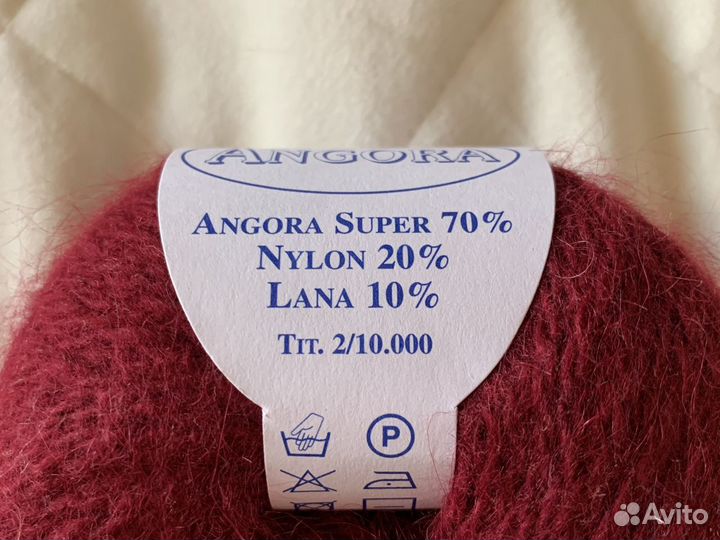 ANGORA
ANGORA SUPER 70%
NYLON 20%
LANA 10%
TIT. 2/10.000
P
Avito